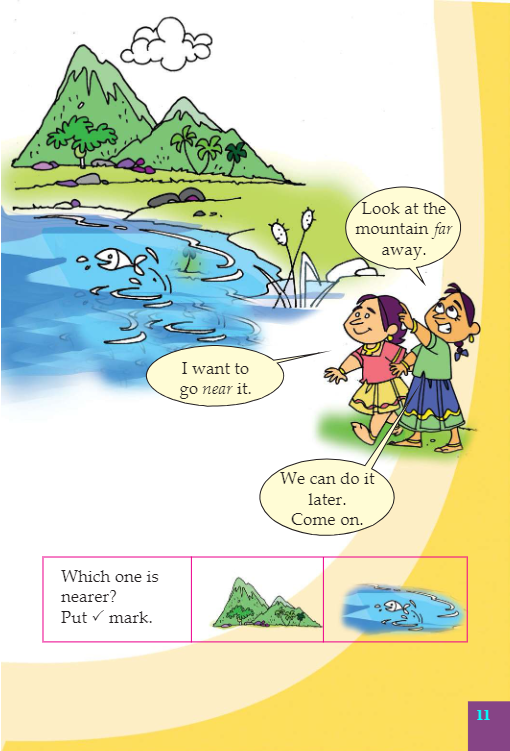 Look at the
mountain far
away.
I want to
go near it.
We can do it
later.
Come on.
Which one is
nearer?
Put ✓ mark.
11